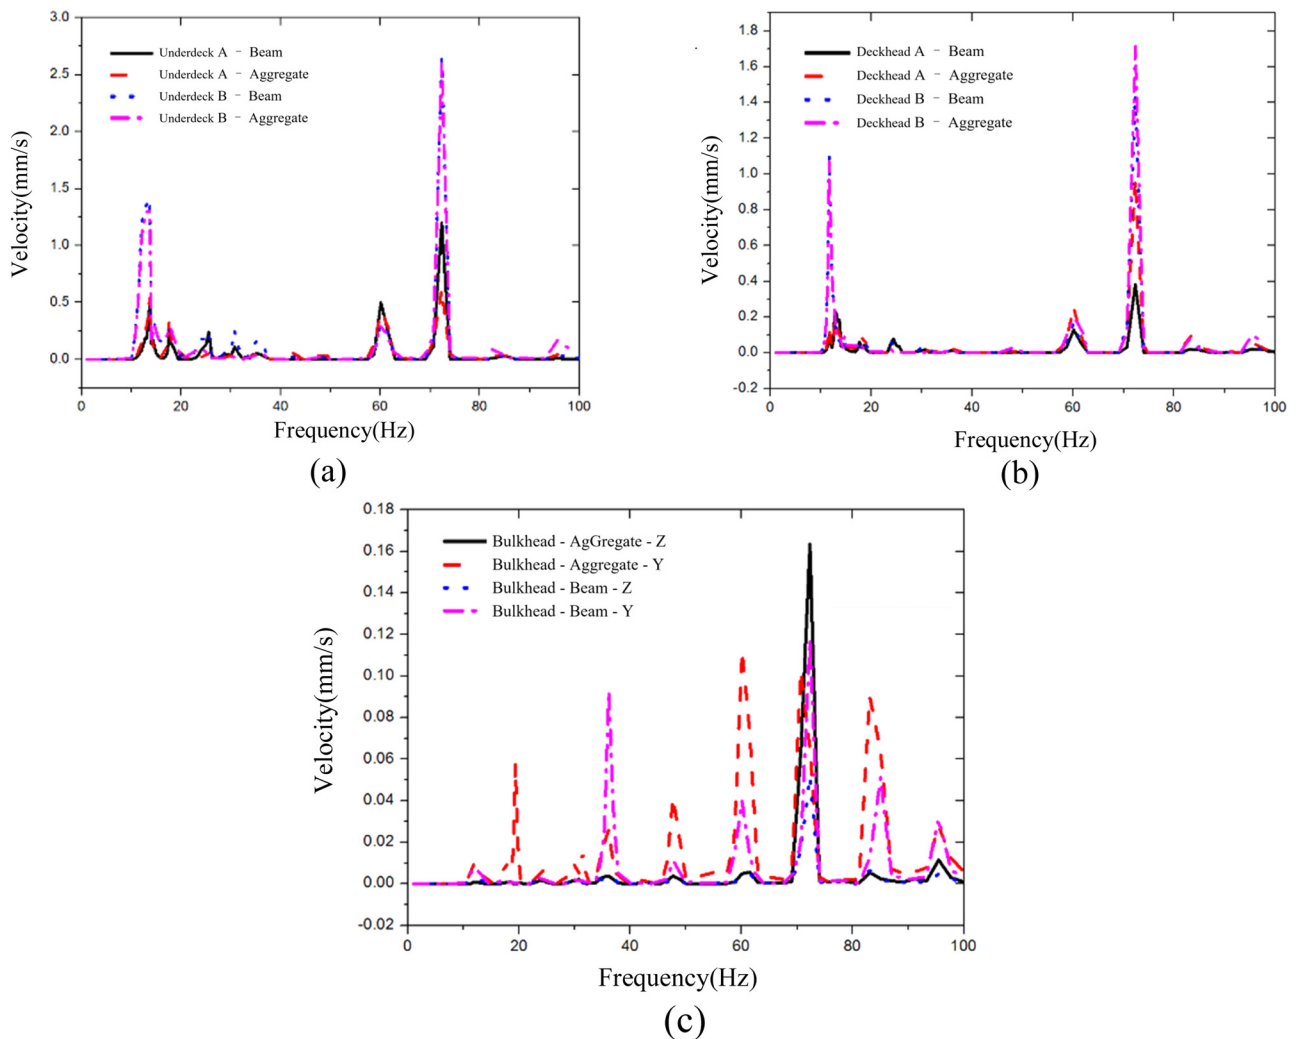 3.0
2.5
2.0
1.5
1.0
0.5
0.0
Velocity(mm/s)
Underdeck A - Beam
Underdeck A - Aggregate
Underdeck B - Beam
Underdeck B - Aggregate
0 20 40 60 80 100
Frequency(Hz)
(a)
1.8
1.6
1.4
1.2
1.0
0.8
0.6
0.4
0.2
0.0
-0.2
Velocity(mm/s)
Deckhead A - Beam
Deckhead A - Aggregate
Deckhead B - Beam
Deckhead B - Aggregate
0 20 40 60 80 100
Frequency(Hz)
(b)
0.18
0.16
0.14
0.12
0.10
0.08
0.06
0.04
0.02
0.00
-0.02
Velocity(mm/s)
Bulkhead - AgGregate - Z
Bulkhead - Aggregate - Y
Bulkhead - Beam - Z
Bulkhead - Beam - Y
0 20 40 60 80 100
Frequency(Hz)
(c)